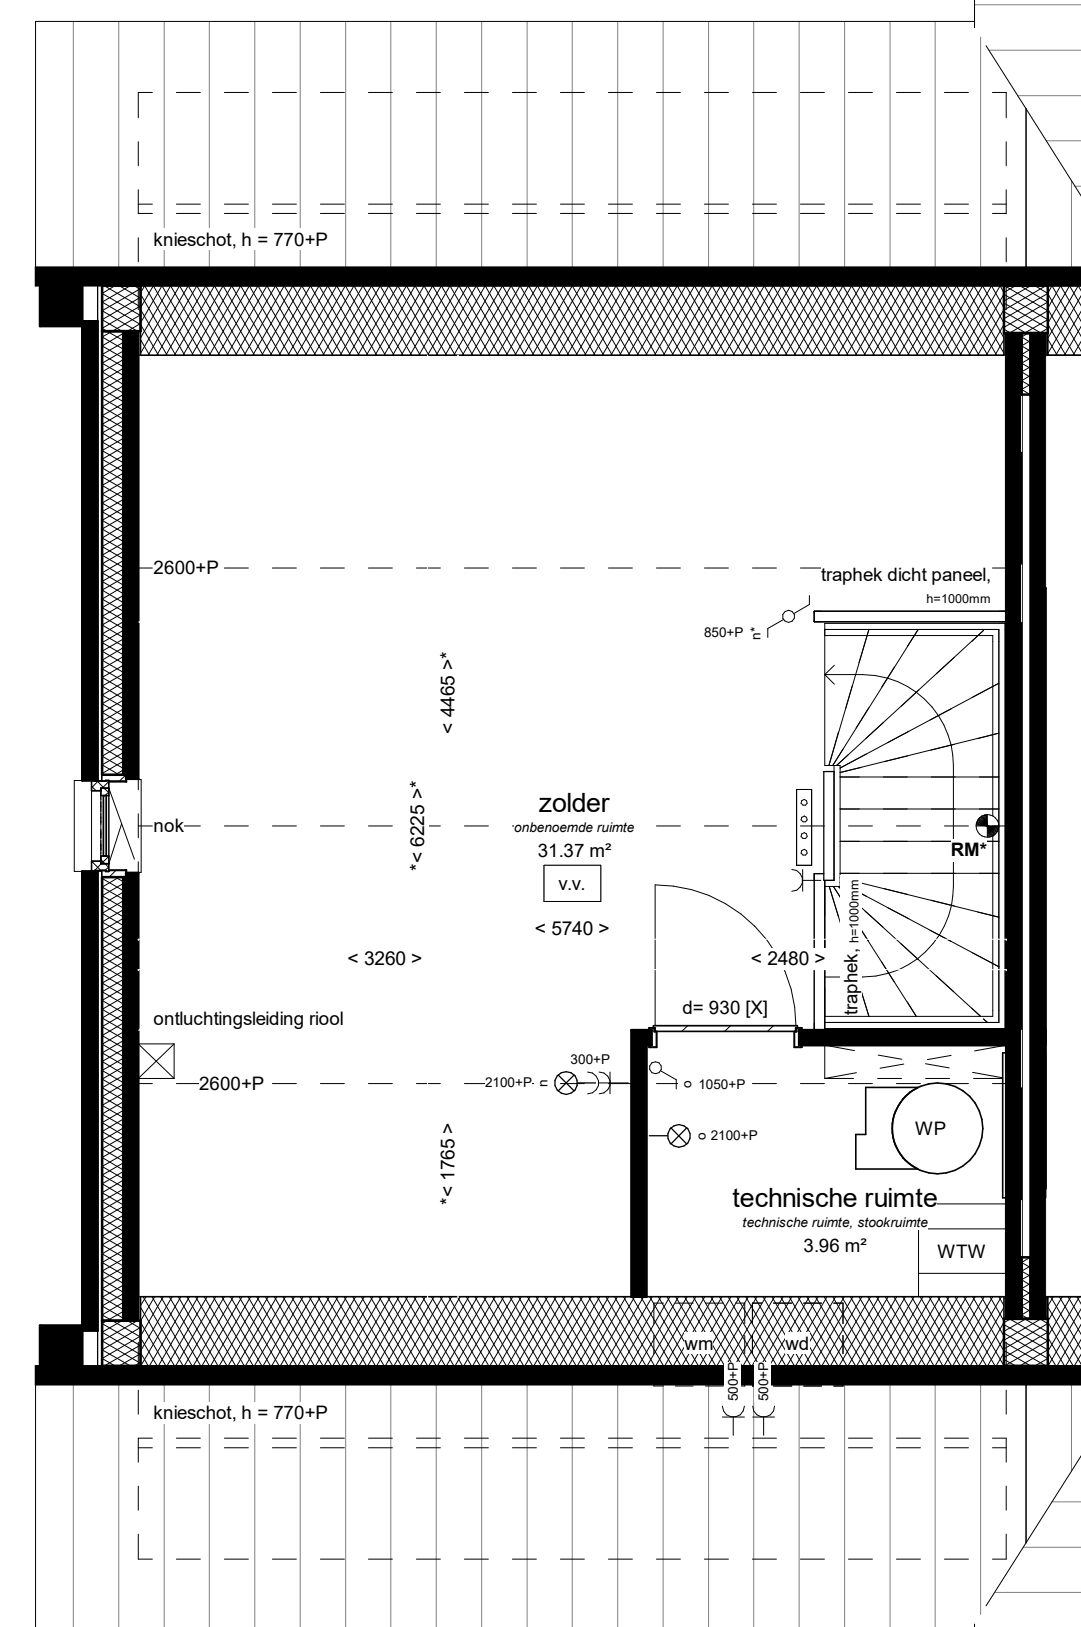 knieschot, h = 770+P
2600+P
traphek dicht paneel,
h=1000mm
850+P n*
< 4465 >*
*< 6225 >*
nok
zolder
onbenoemde ruimte
31.37 m²
v.v.
RM*
< 5740 >
< 3260 >
< 2480 >
traphek, h=1000mm
d= 930 [X]
ontluchtingsleiding riool
2600+P
300+P
2100+P n
o 1050+P
o 2100+P
WP
*< 1765 >
technische ruimte
technische ruimte, stookruimte
3.96 m²
WTW
wm
wd
500+P
500+P
knieschot, h = 770+P